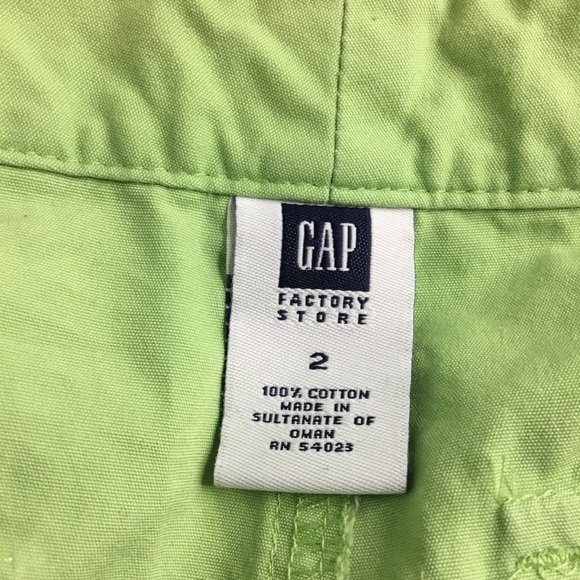 GAP
FACTORY
STORE
2
100% COTTON
MADE IN
SULTANATE OF
OMAN
RN 54023